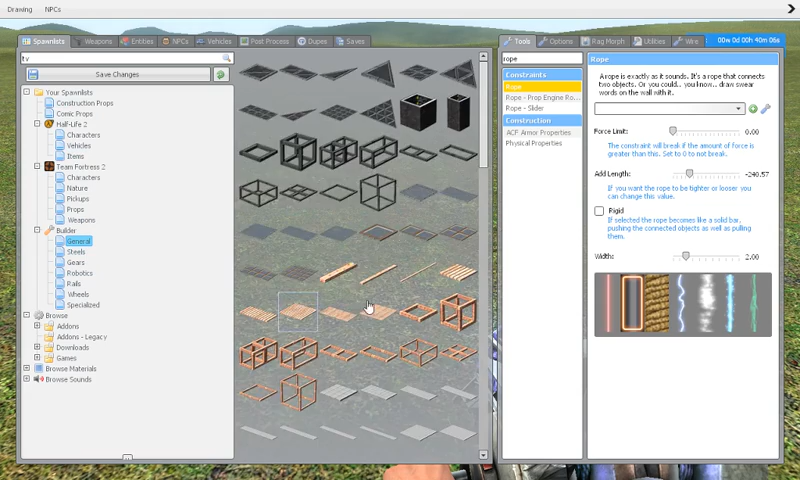 Drawing NPCs
Spawnlists Weapons Entities NPCs Vehicles Post Process Dupes Saves
tv
Save Changes
Your Spawnlists
Construction Props
Comic Props
Half-Life 2
Characters
Vehicles
Items
Team Fortress 2
Characters
Nature
Pickups
Props
Weapons
Builder
General
Steels
Gears
Robotics
Rails
Wheels
Specialized
Browse
Addons
Addons - Legacy
Downloads
Games
Browse Materials
Browse Sounds
Tools Options Rag Morph Utilities Wire 00w 0d 00h 40m 06s
rope
Constraints
Rope
Rope - Prop Engine Ro...
Rope - Slider
Construction
ACF Armor Properties
Physical Properties
Rope
A rope is exactly as it sounds. It's a rope that connects
two objects. Or you could.. you know.. draw swear
words on the wall with it.
Force Limit: 0.00
The constraint will break if the amount of force is
greater than this. Set to 0 to not break.
Add Length: -240.57
If you want the rope to be tighter or looser you
can change this value.
Rigid
If selected the rope becomes like a solid bar,
pushing the connected objects as well as pulling
them.
Width: 2.00